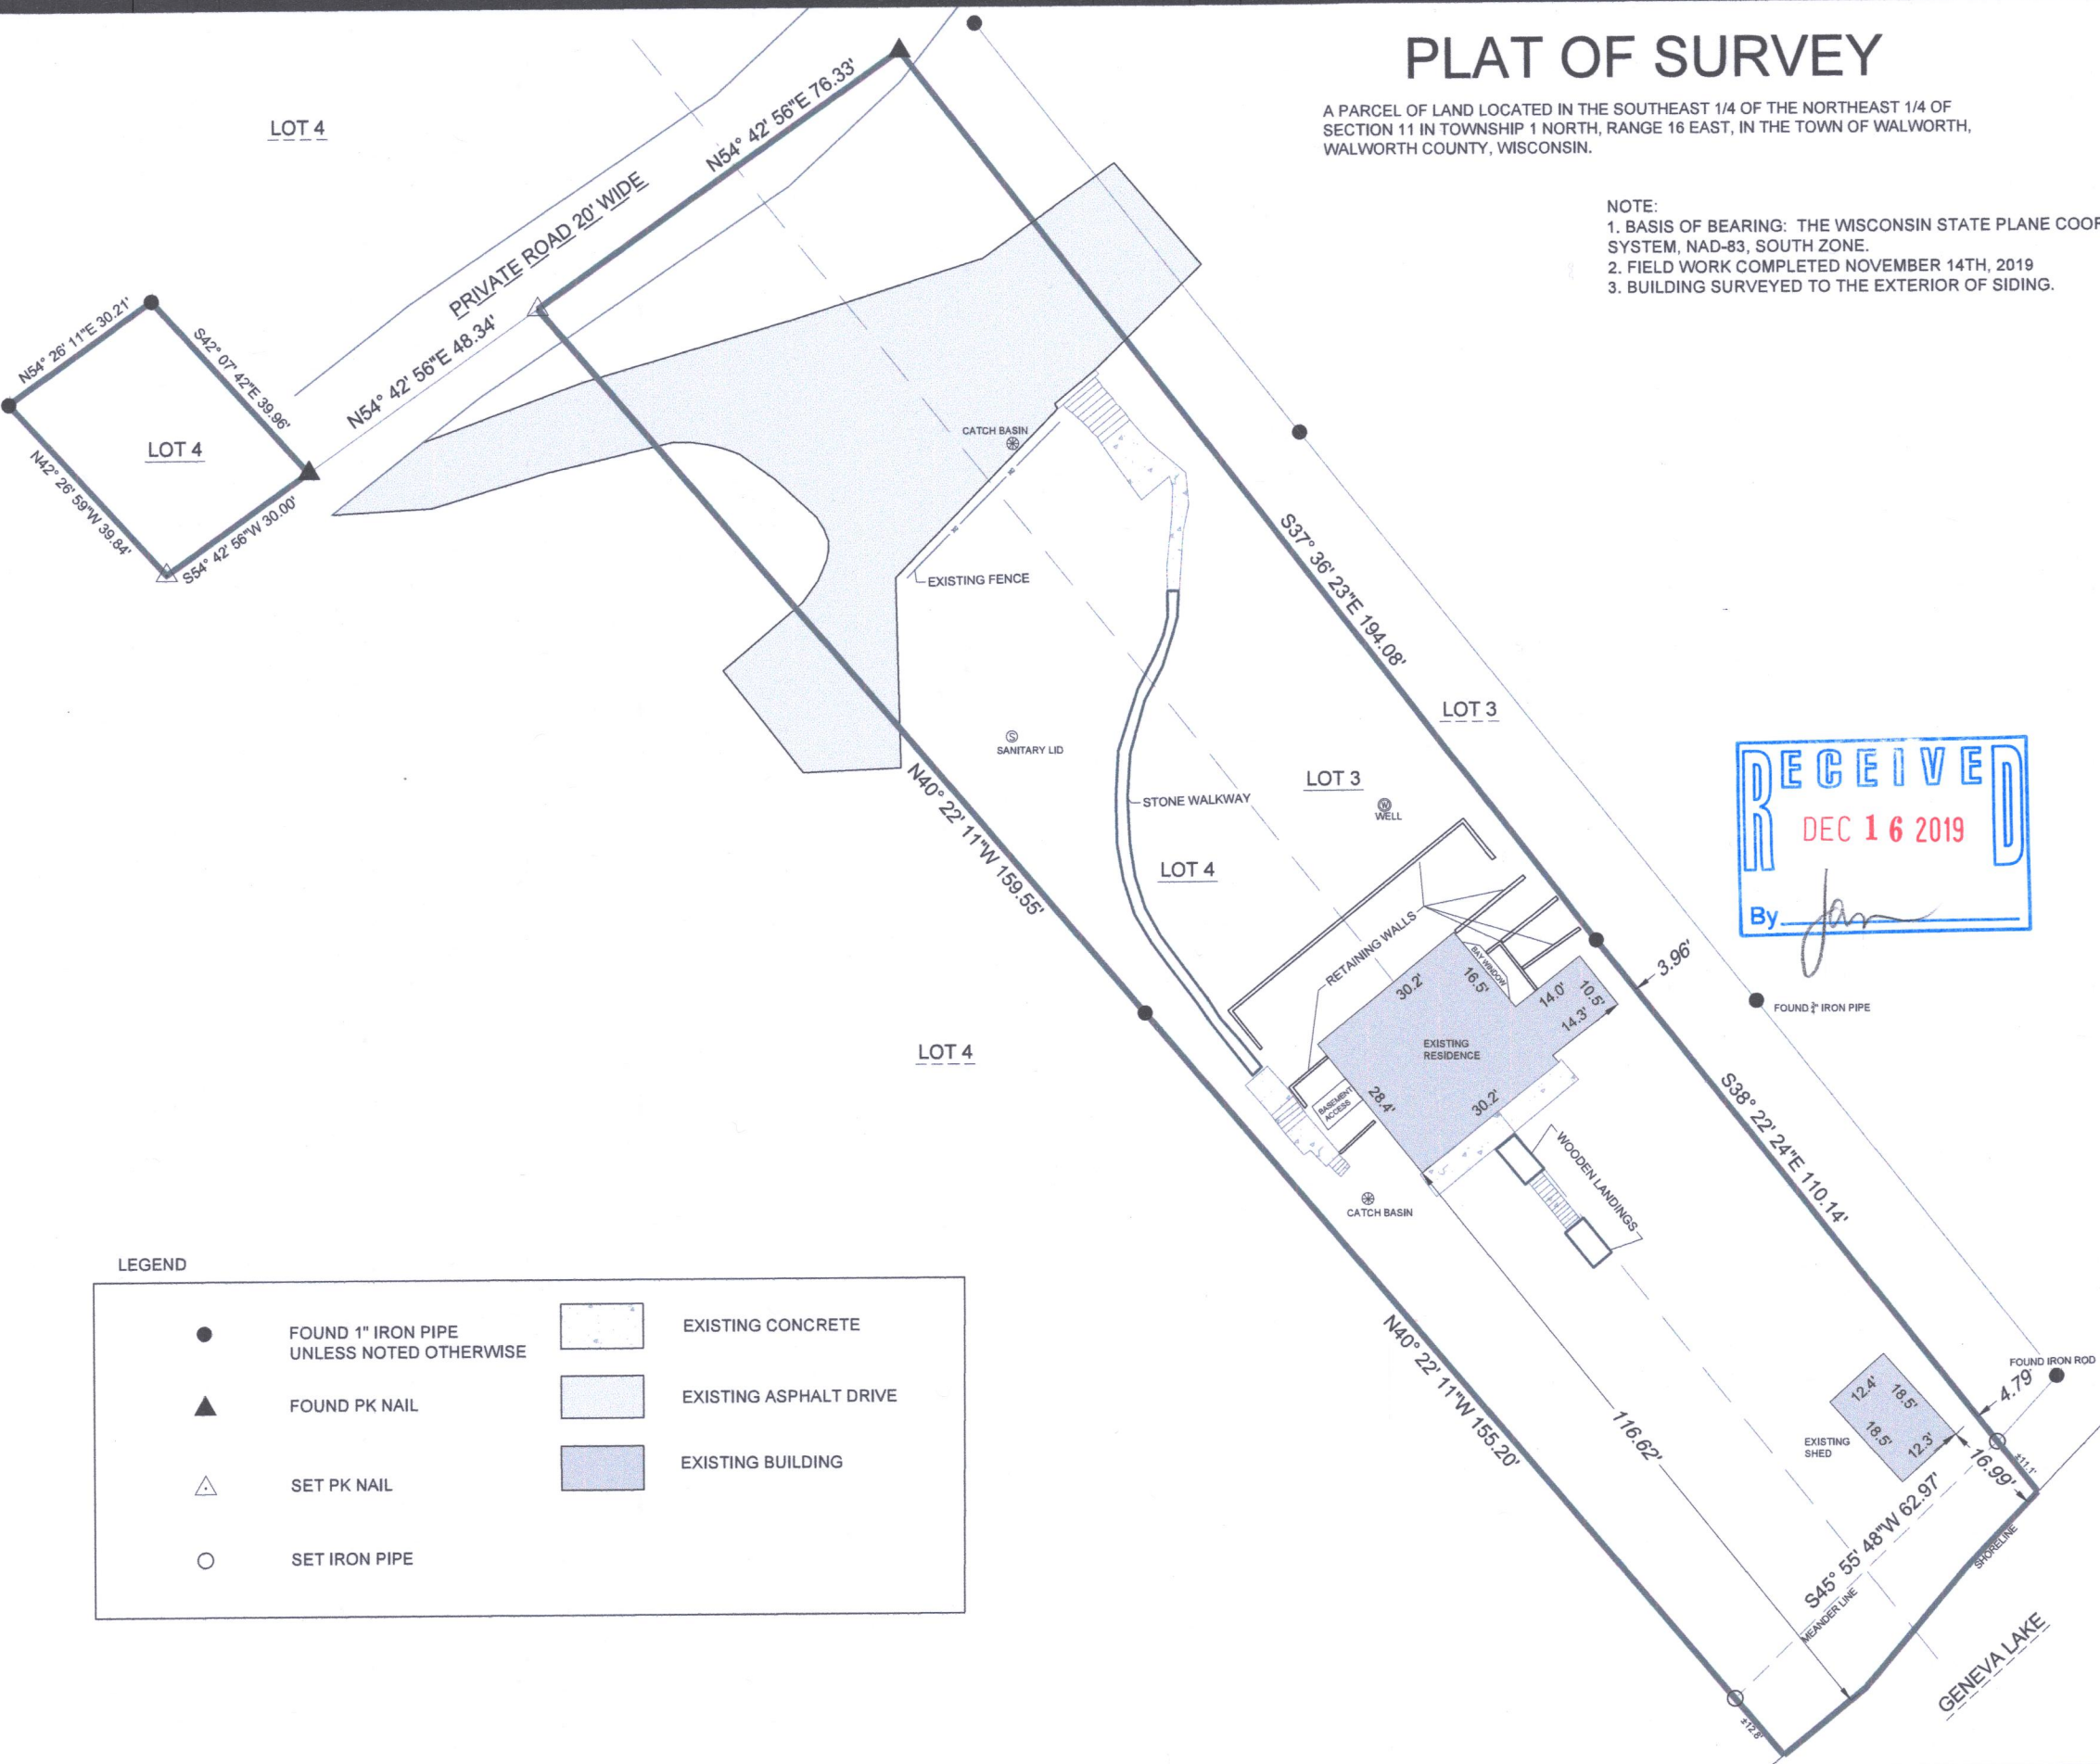 PLAT OF SURVEY
A PARCEL OF LAND LOCATED IN THE SOUTHEAST 1/4 OF THE NORTHEAST 1/4 OF
SECTION 11 IN TOWNSHIP 1 NORTH, RANGE 16 EAST, IN THE TOWN OF WALWORTH,
WALWORTH COUNTY, WISCONSIN.
NOTE:
1. BASIS OF BEARING: THE WISCONSIN STATE PLANE COOR
SYSTEM, NAD-83, SOUTH ZONE.
2. FIELD WORK COMPLETED NOVEMBER 14TH, 2019
3. BUILDING SURVEYED TO THE EXTERIOR OF SIDING.
LOT 4
N54° 42' 56"E 76.33'
PRIVATE ROAD 20' WIDE
N54° 42' 56"E 48.34'
N54° 26' 11"E 30.21'
S42° 07' 42"E 39.96'
LOT 4
N42° 26' 59"W 39.84'
S54° 42' 56"W 30.00'
CATCH BASIN
EXISTING FENCE
S37° 36' 23"E 194.08'
LOT 3
SANITARY LID
S
N40° 22' 11"W 159.55'
STONE WALKWAY
LOT 3
W
WELL
LOT 4
RECEIVED
DEC 16 2019
By Jan
RETAINING WALLS
BAY WINDOW
30.2'
16.5'
14.0'
10.5'
14.3'
3.96'
FOUND IRON PIPE
EXISTING
RESIDENCE
LOT 4
28.4'
30.2'
BASEMENT
ACCESS
S38° 22' 24"E 110.14'
WOODEN LANDINGS
CATCH BASIN
N40° 22' 11"W 155.20'
116.62'
FOUND IRON ROD
4.79'
12.4'
18.5'
18.5'
12.3'
EXISTING
SHED
16.99'
±11.1'
S45° 55' 48"W 62.97'
MEANDER LINE
SHORELINE
GENEVA LAKE
LEGEND
FOUND 1" IRON PIPE
UNLESS NOTED OTHERWISE
FOUND PK NAIL
SET PK NAIL
SET IRON PIPE
EXISTING CONCRETE
EXISTING ASPHALT DRIVE
EXISTING BUILDING